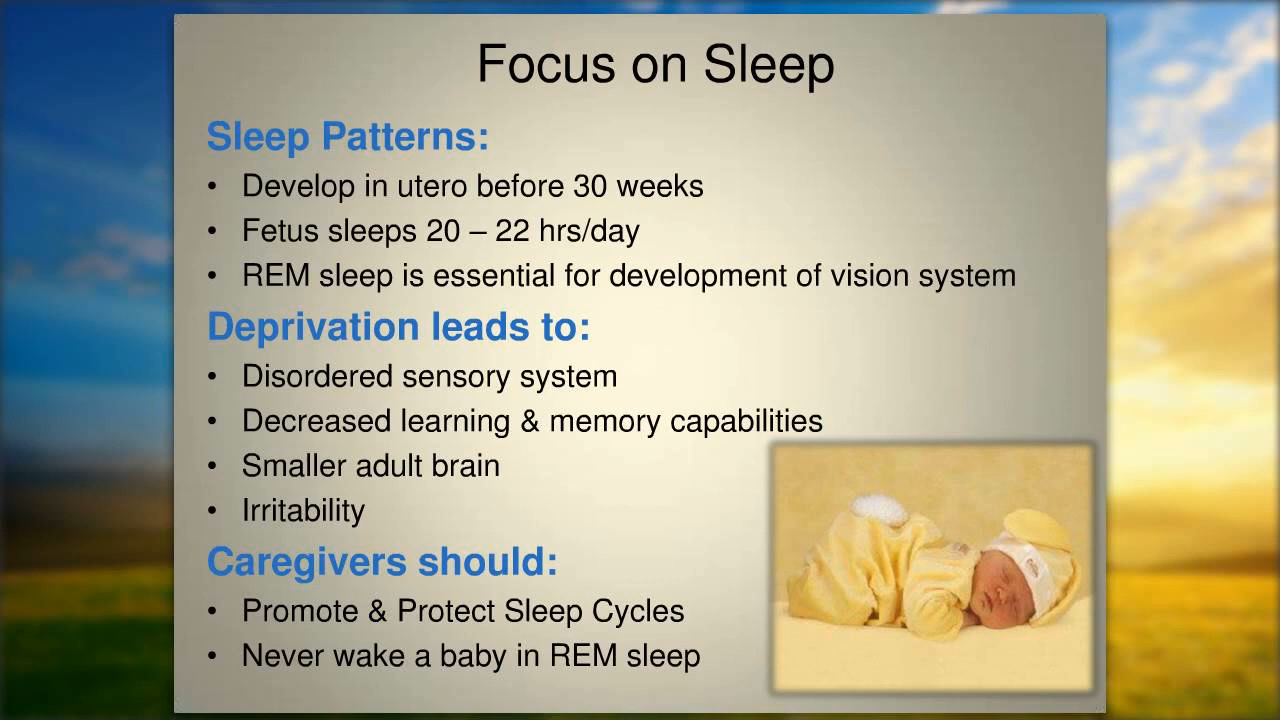 Focus on Sleep
Sleep Patterns:
• Develop in utero before 30 weeks
• Fetus sleeps 20 – 22 hrs/day
• REM sleep is essential for development of vision system
Deprivation leads to:
• Disordered sensory system
• Decreased learning & memory capabilities
• Smaller adult brain
• Irritability
Caregivers should:
• Promote & Protect Sleep Cycles
• Never wake a baby in REM sleep